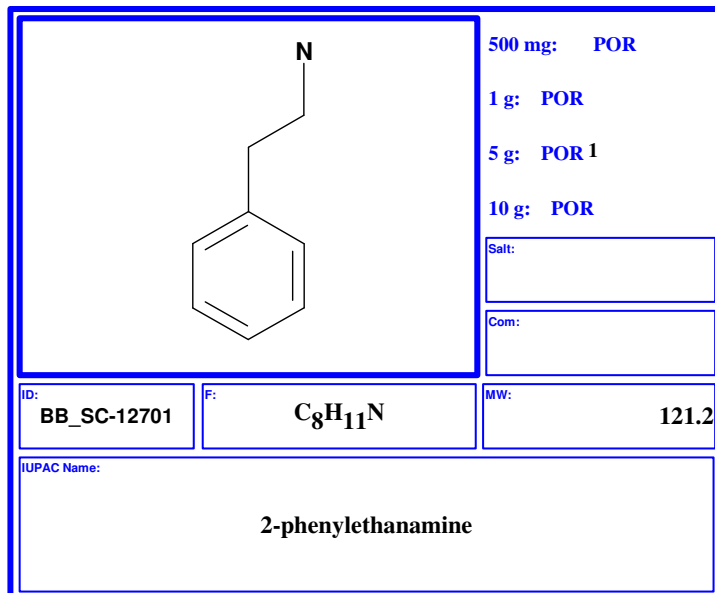 N
500 mg: POR
1 g: POR
5 g: POR 1
10 g: POR
Salt:
Com:
ID:
BB_SC-12701
F:
C8H11N
MW:
121.2
IUPAC Name:
2-phenylethanamine